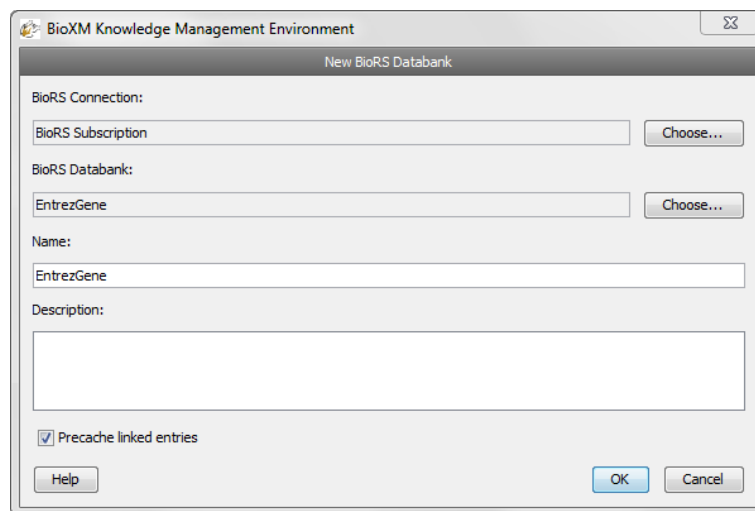 BioXM Knowledge Management Environment
New BioRS Databank
BioRS Connection:
BioRS Subscription
Choose...
BioRS Databank:
EntrezGene
Choose...
Name:
EntrezGene
Description:
Precache linked entries
Help
OK
Cancel